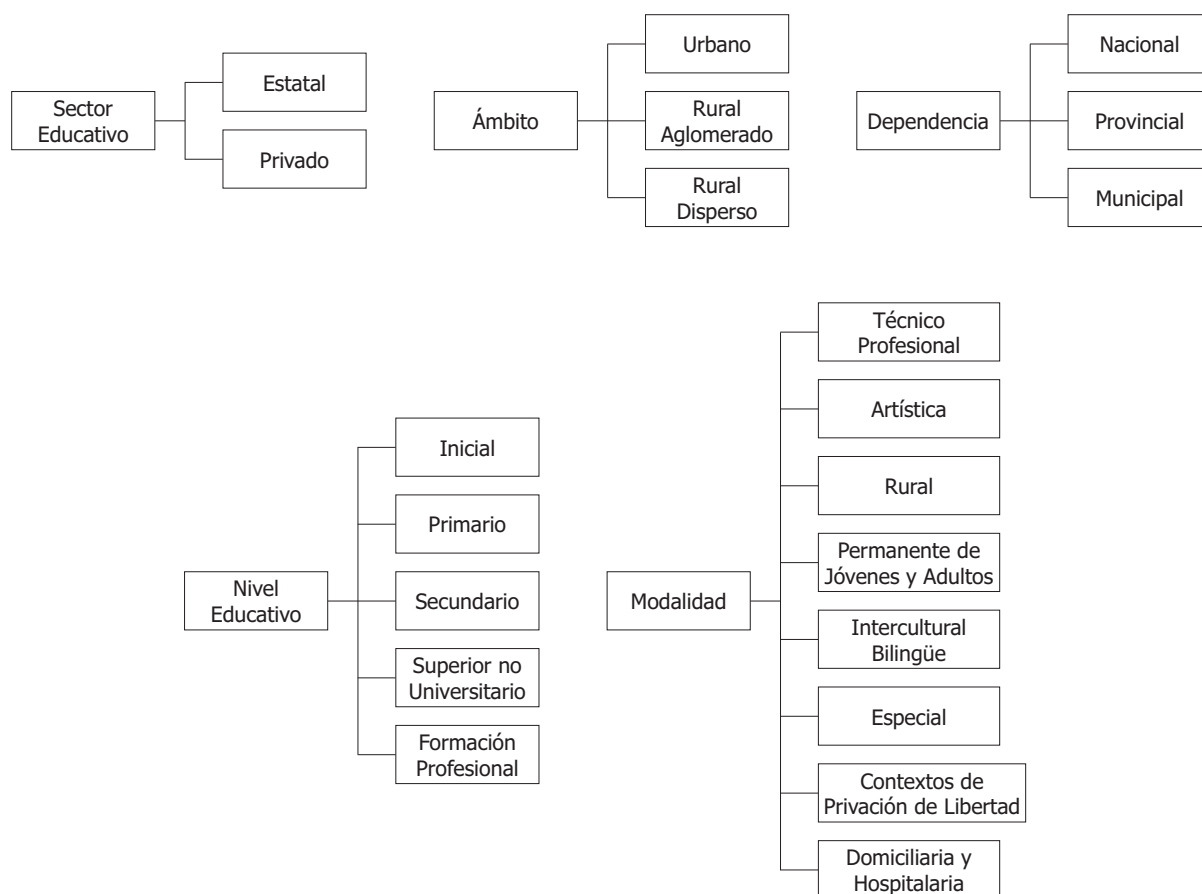 Sector
Educativo
Estatal
Privado
Ámbito
Urbano
Rural
Aglomerado
Rural
Disperso
Dependencia
Nacional
Provincial
Municipal
Nivel
Educativo
Inicial
Primario
Secundario
Superior no
Universitario
Formación
Profesional
Modalidad
Técnico
Profesional
Artística
Rural
Permanente de
Jóvenes y Adultos
Intercultural
Bilingüe
Especial
Contextos de
Privación de Libertad
Domiciliaria y
Hospitalaria